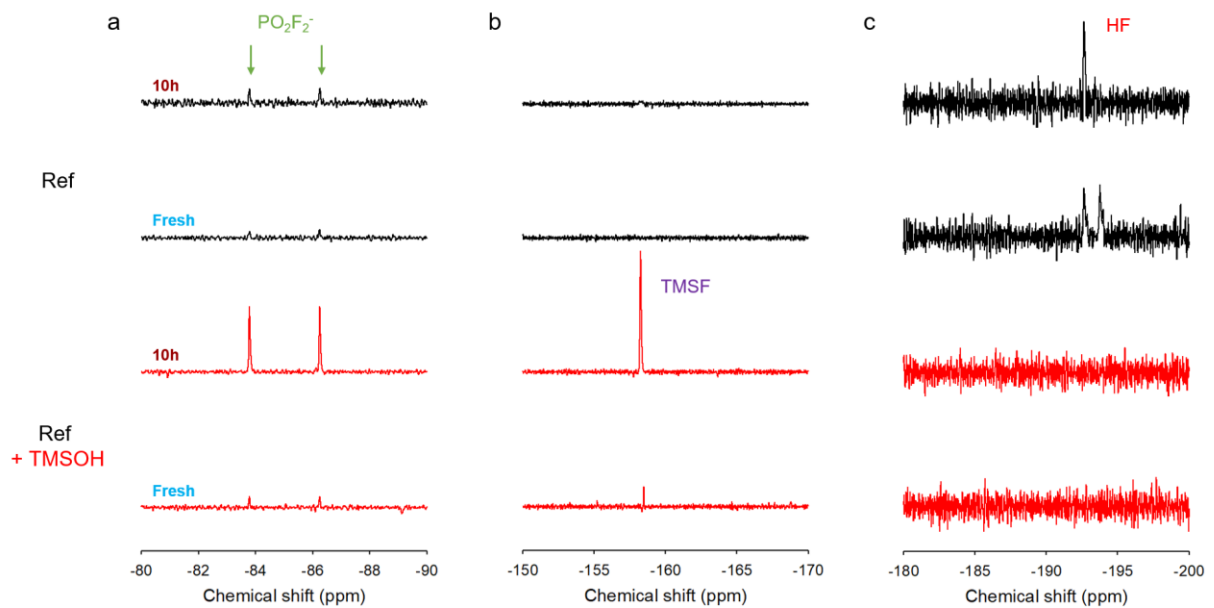 a
PO₂F₂⁻
10h
Ref
Fresh
10h
Ref
+ TMSOH
Fresh
-80 -82 -84 -86 -88 -90
Chemical shift (ppm)
b
TMSF
-150 -155 -160 -165 -170
Chemical shift (ppm)
c
HF
-180 -185 -190 -195 -200
Chemical shift (ppm)